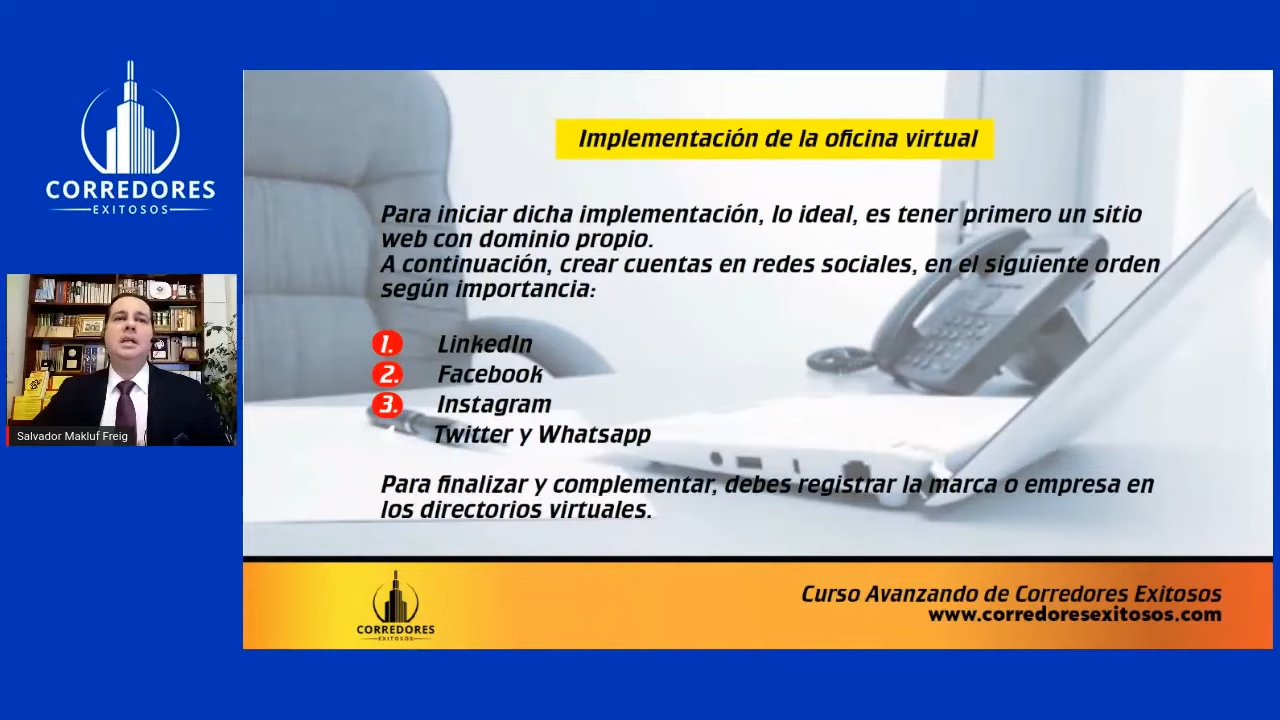 CORREDORES
EXITOSOS
Salvador Makluf Freig
Implementación de la oficina virtual
Para iniciar dicha implementación, lo ideal, es tener primero un sitio
web con dominio propio.
A continuación, crear cuentas en redes sociales, en el siguiente orden
según importancia:
1. LinkedIn
2. Facebook
3. Instagram
Twitter y Whatsapp
Para finalizar y complementar, debes registrar la marca o empresa en
los directorios virtuales.
CORREDORES
EXITOSOS
Curso Avanzando de Corredores Exitosos
www.corredoresexitosos.com